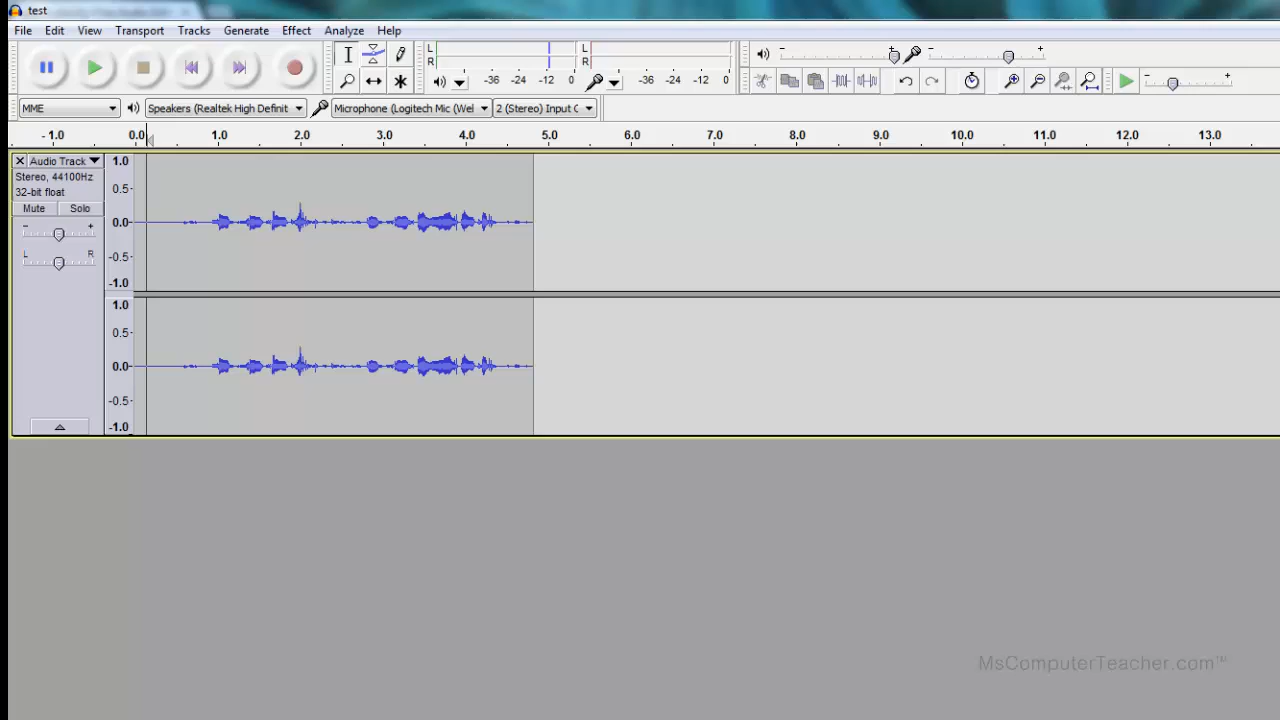 test
File Edit View Transport Tracks Generate Effect Analyze Help
L
R
-36 -24 -12 0
L
R
-36 -24 -12 0
- + - +
- +
MME Speakers (Realtek High Definit Microphone (Logitech Mic (Wel 2 (Stereo) Input C
- 1.0 0.0 1.0 2.0 3.0 4.0 5.0 6.0 7.0 8.0 9.0 10.0 11.0 12.0 13.0
Audio Track
Stereo, 44100Hz
32-bit float
Mute Solo
- +
L R
1.0
0.5-
0.0-
-0.5-
-1.0
1.0
0.5-
0.0-
-0.5-
-1.0
MsComputerTeacher.com™